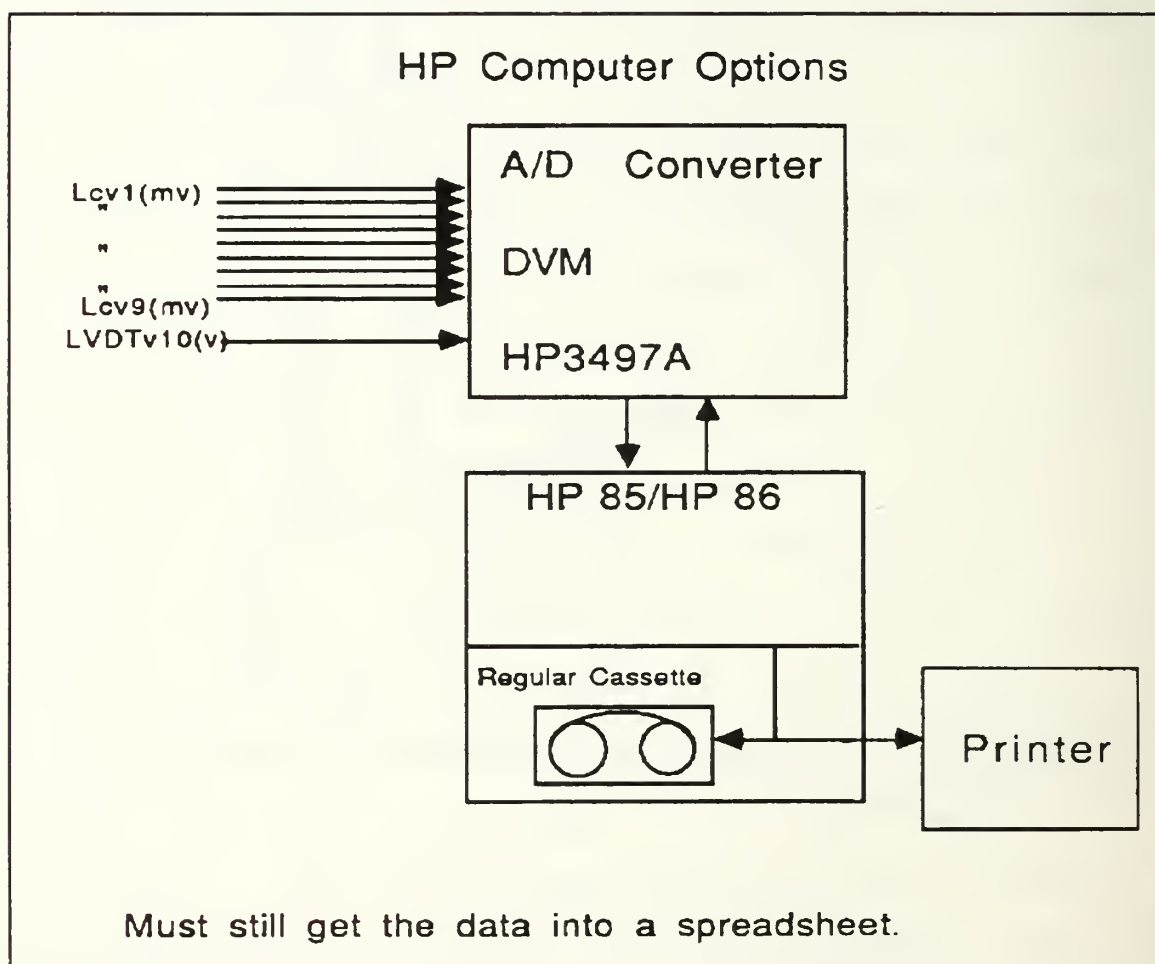 HP Computer Options
A/D Converter
Lcv1(mv)
"
"
DVM
"
Lcv9(mv)
LVDTv10(v)
HP3497A
HP 85/HP 86
Regular Cassette
Printer
Must still get the data into a spreadsheet.